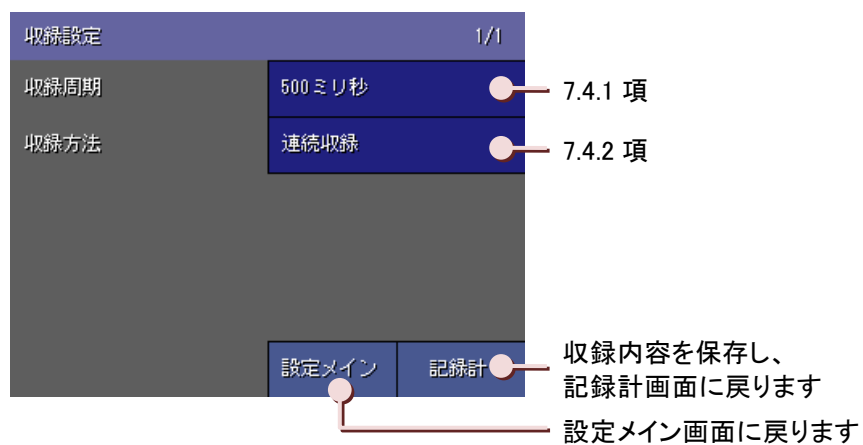 収録設定 1/1
収録周期 500ミリ秒 7.4.1 項
収録方法 連続収録 7.4.2 項
設定メイン 記録計
収録内容を保存し、
記録計画面に戻ります
設定メイン画面に戻ります